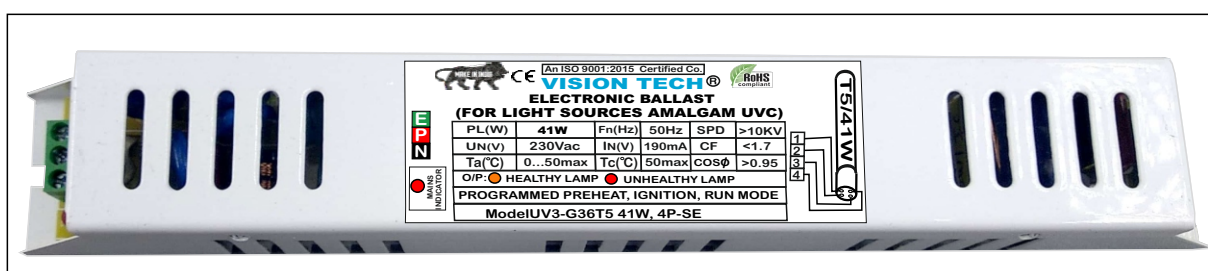 MAKE IN INDIA
CE
An ISO 9001:2015 Certified Co.
VISION TECH®
RoHS
compliant
ELECTRONIC BALLAST
(FOR LIGHT SOURCES AMALGAM UVC)
E
P
N
MAINS
INDICATOR
PL(W) 41W Fn(Hz) 50Hz SPD >10KV
UN(V) 230Vac IN(V) 190mA CF <1.7
Ta(℃) 0...50max Tc(℃) 50max COSΦ >0.95
O/P: HEALTHY LAMP UNHEALTHY LAMP
PROGRAMMED PREHEAT, IGNITION, RUN MODE
ModelUV3-G36T5 41W, 4P-SE
1
2
3
4
T5/41W